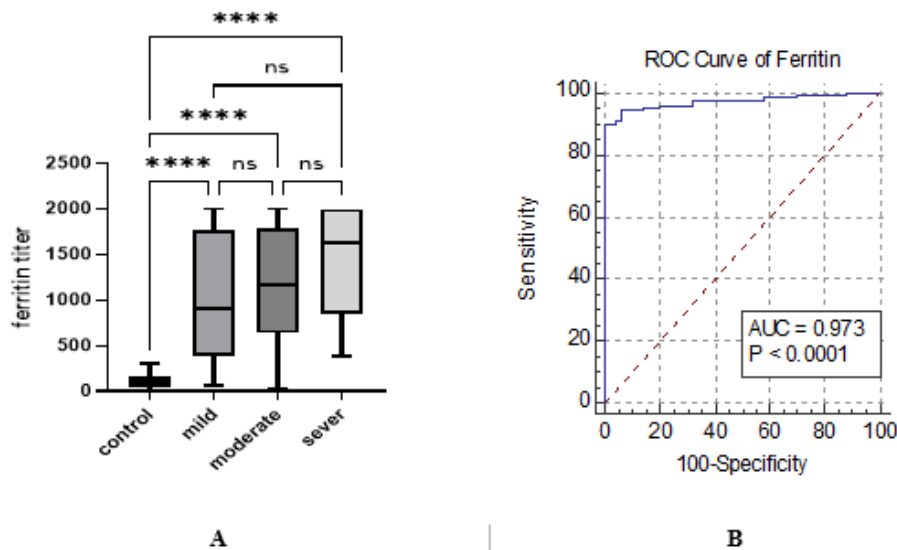 ****
ns
****
**** ns ns
2500
2000
1500
1000
500
0
ferritin titer
control
mild
moderate
sever
A
ROC Curve of Ferritin
100
80
60
40
20
0
Sensitivity
AUC = 0.973
P < 0.0001
0 20 40 60 80 100
100-Specificity
B